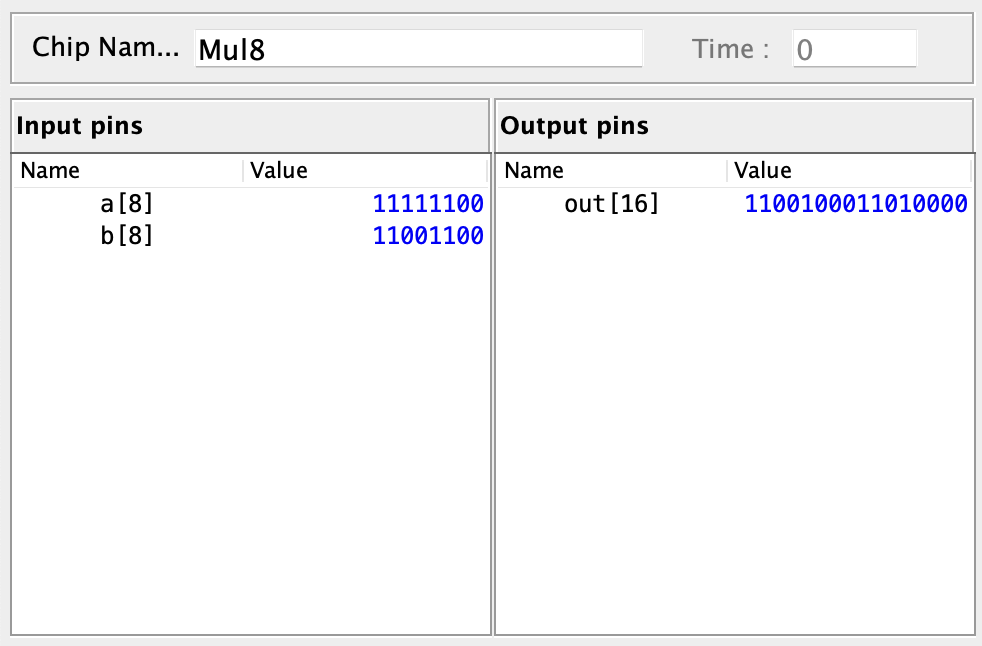 Chip Nam... Mul8 Time : 0
Input pins Output pins
Name Value Name Value
a[8] 11111100 out[16] 1100100011010000
b[8] 11001100